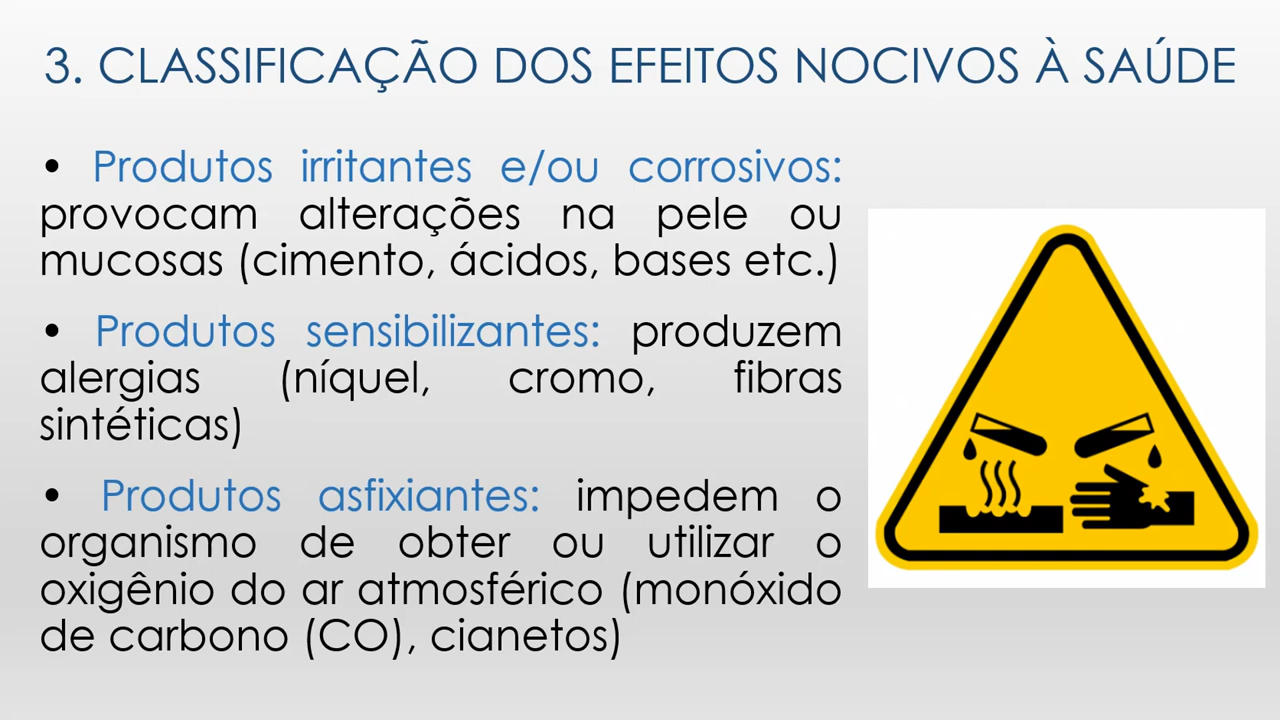 3. CLASSIFICAÇÃO DOS EFEITOS NOCIVOS À SAÚDE
• Produtos irritantes e/ou corrosivos:
provocam alterações na pele ou
mucosas (cimento, ácidos, bases etc.)
• Produtos sensibilizantes: produzem
alergias (níquel, cromo, fibras
sintéticas)
• Produtos asfixiantes: impedem o
organismo de obter ou utilizar o
oxigênio do ar atmosférico (monóxido
de carbono (CO), cianetos)